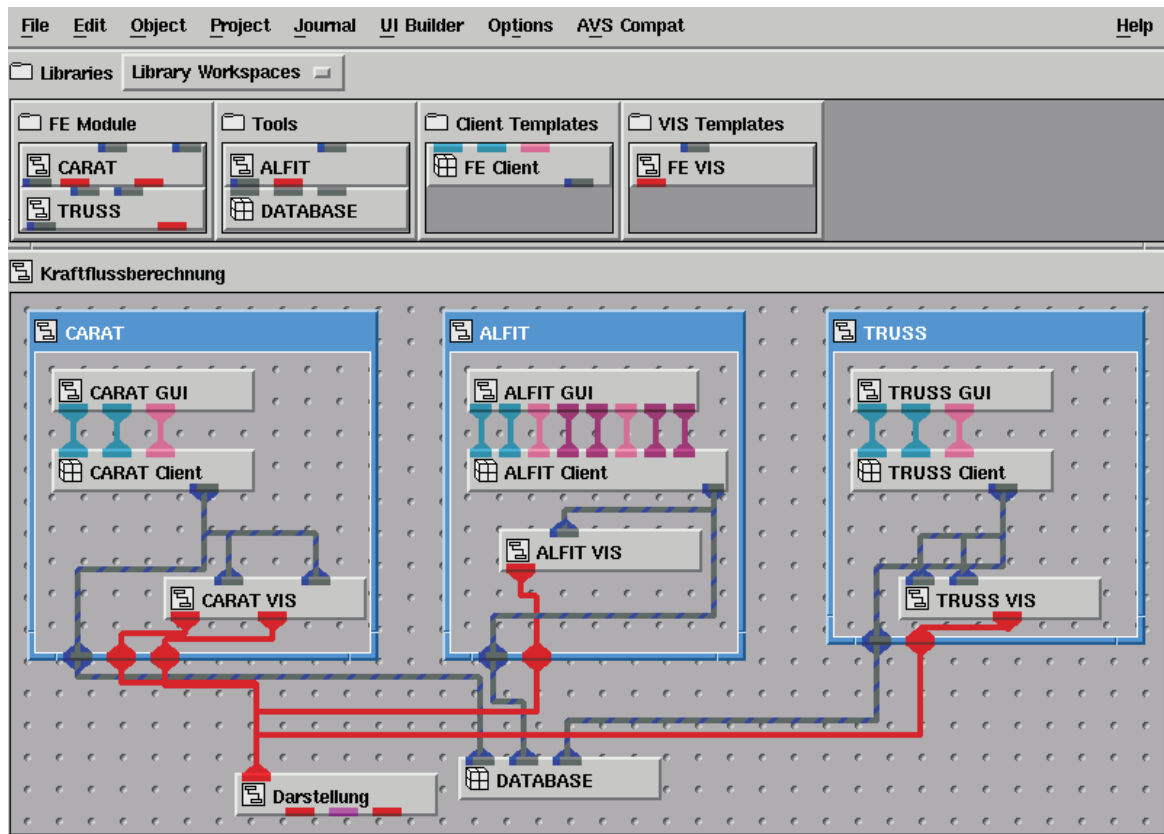 File Edit Object Project Journal UI Builder Options AVS Compat Help
Libraries Library Workspaces
FE Module Tools Client Templates VIS Templates
CARAT ALFIT FE Client FE VIS
TRUSS DATABASE
Kraftflussberechnung
CARAT ALFIT TRUSS
CARAT GUI ALFIT GUI TRUSS GUI
CARAT Client ALFIT Client TRUSS Client
ALFIT VIS
CARAT VIS TRUSS VIS
DATABASE
Darstellung